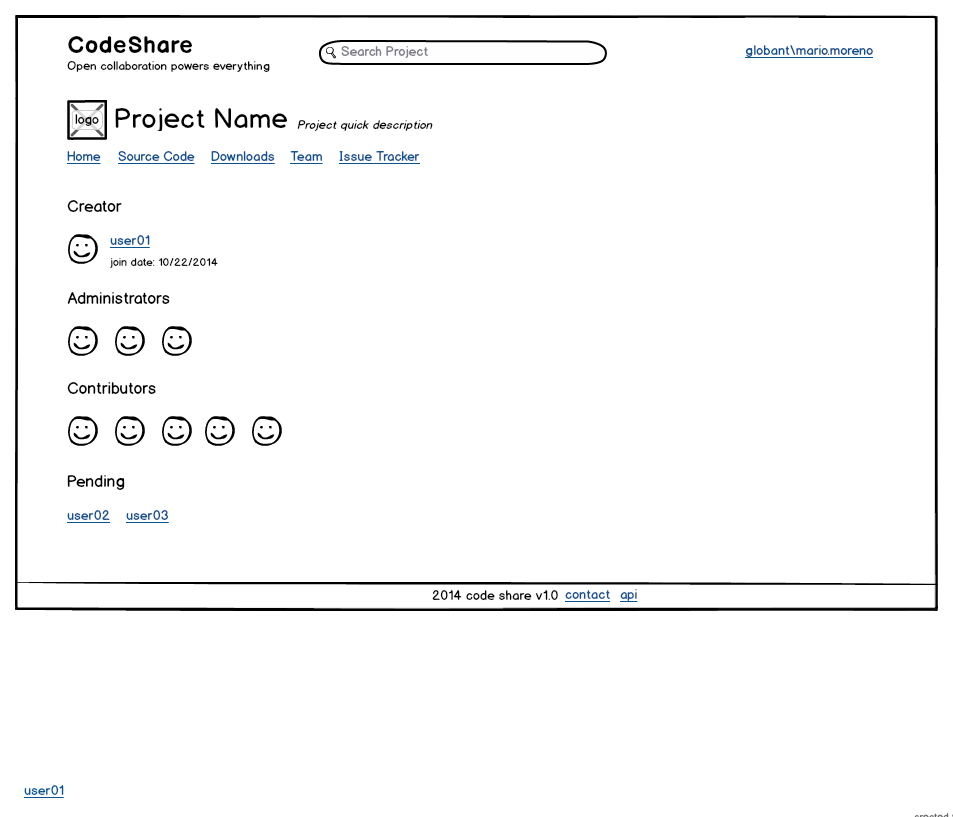 CodeShare
Open collaboration powers everything
Search Project
globant\mario.moreno
logo
Project Name Project quick description
Home Source Code Downloads Team Issue Tracker
Creator
user01
join date: 10/22/2014
Administrators
Contributors
Pending
user02 user03
2014 code share v1.0 contact api
user01